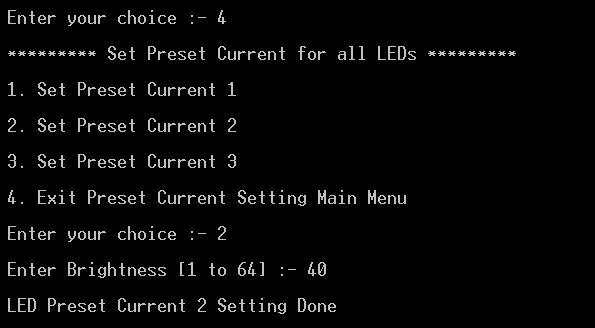 Enter your choice :- 4
********* Set Preset Current for all LEDs *********
1. Set Preset Current 1
2. Set Preset Current 2
3. Set Preset Current 3
4. Exit Preset Current Setting Main Menu
Enter your choice :- 2
Enter Brightness [1 to 64] :- 40
LED Preset Current 2 Setting Done